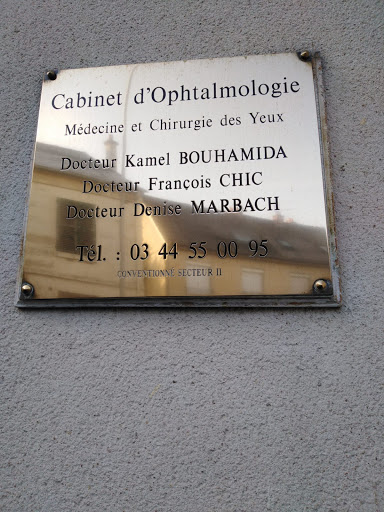 Cabinet d'Ophtalmologie
Médecine et Chirurgie des Yeux
Docteur Kamel BOUHAMIDA
Docteur François CHIC
Docteur Denise MARBACH
Tél. : 03 44 55 00 95
CONVENTIONNÉ SECTEUR II